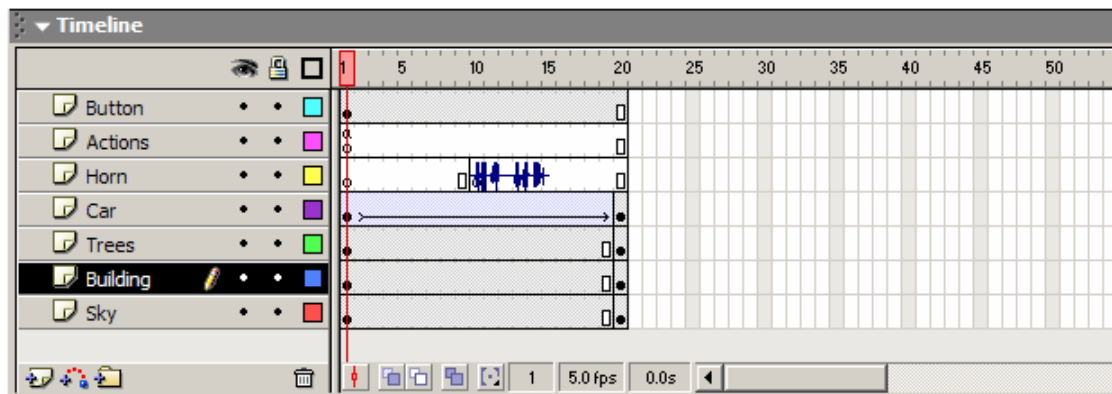 Timeline
1 5 10 15 20 25 30 35 40 45 50
Button
Actions
Horn
Car
Trees
Building
Sky
1 5.0 fps 0.0s